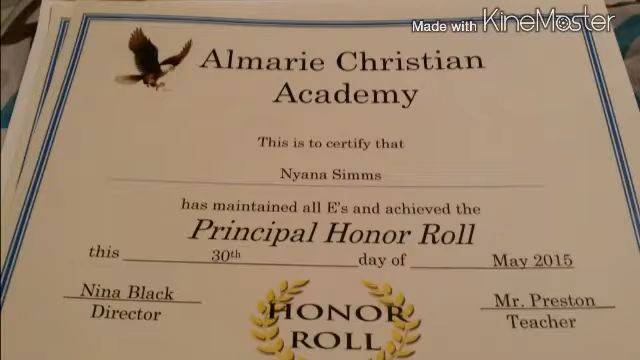 Made with KINEMASTER
Almarie Christian
Academy
This is to certify that
Nyana Simms
has maintained all E's and achieved the
Principal Honor Roll
this 30th day of May 2015
Nina Black Mr. Preston
Director Teacher
HONOR
ROLL